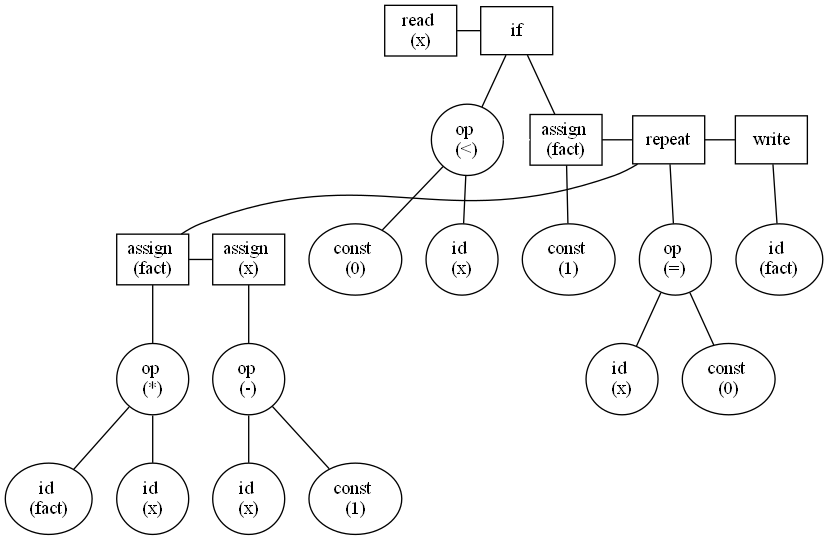 read
(x)
if
op
(<)
assign
(fact)
repeat
write
assign
(fact)
assign
(x)
const
(0)
id
(x)
const
(1)
op
(=)
id
(fact)
op
(*)
op
(-)
id
(x)
const
(0)
id
(fact)
id
(x)
id
(x)
const
(1)